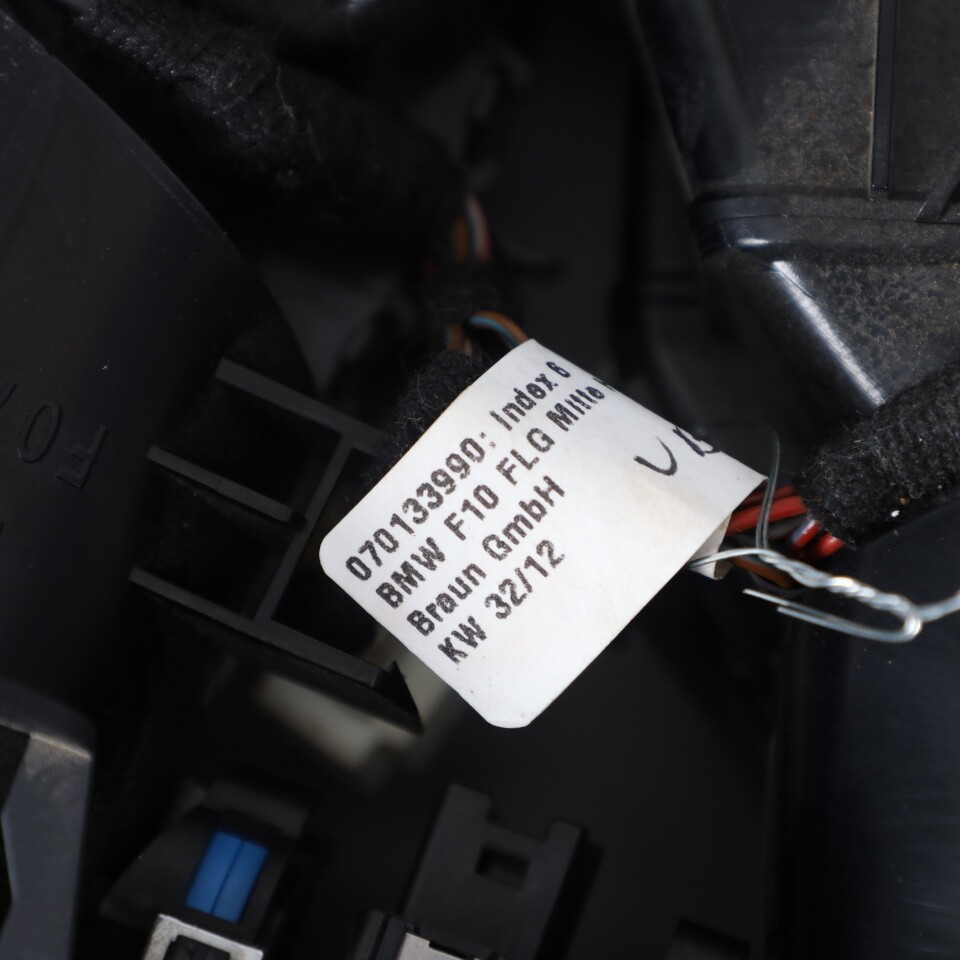 070133990; Index 6
BMW F10 FLG Mitte
Braun GmbH
KW 32/12